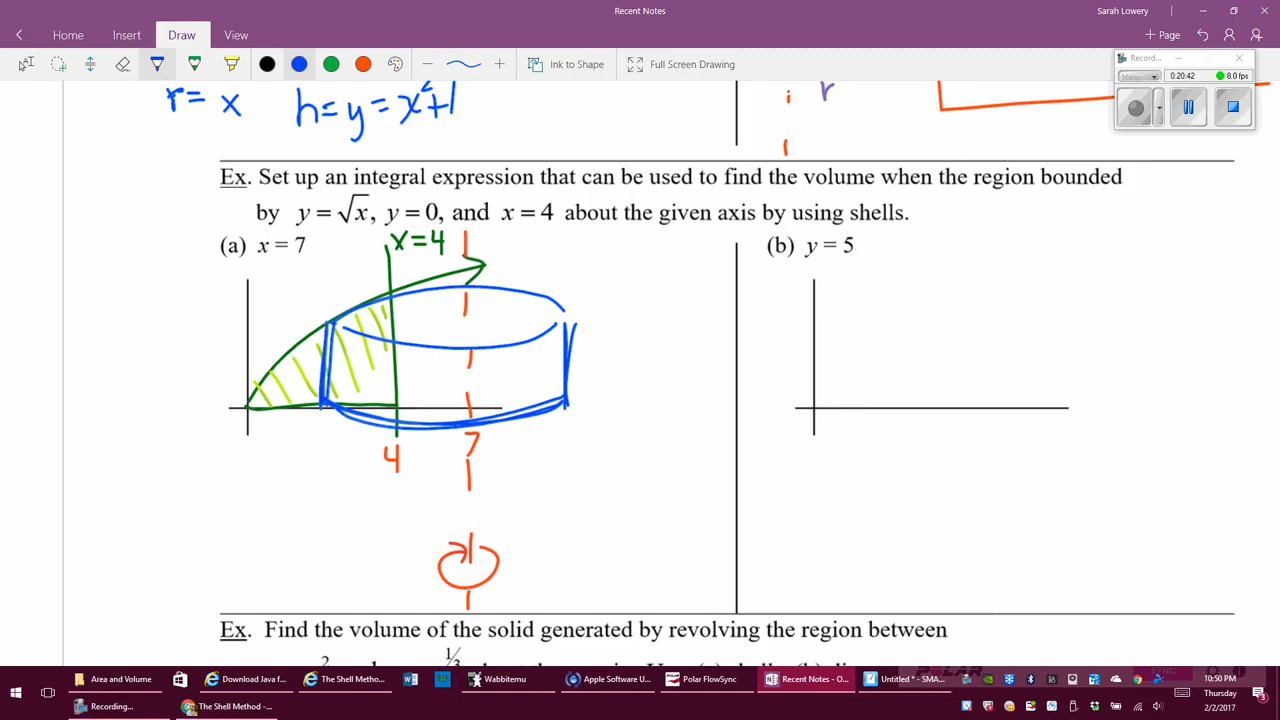 Recent Notes
Sarah Lowery
Home Insert Draw View
Page
Ink to Shape
Full Screen Drawing
Record...
0:20:42 8.0 fps
r = x h = y = x²+1
r
Ex. Set up an integral expression that can be used to find the volume when the region bounded
by y = √x, y = 0, and x = 4 about the given axis by using shells.
(a) x = 7
x=4
(b) y = 5
4 7
Ex. Find the volume of the solid generated by revolving the region between
Area and Volume
Download Java f...
The Shell Metho...
Wabbitemu
Apple Software U...
Polar FlowSync
Recent Notes - O...
Untitled * - SMA...
10:50 PM
Thursday
2/2/2017
Recording...
The Shell Method -...